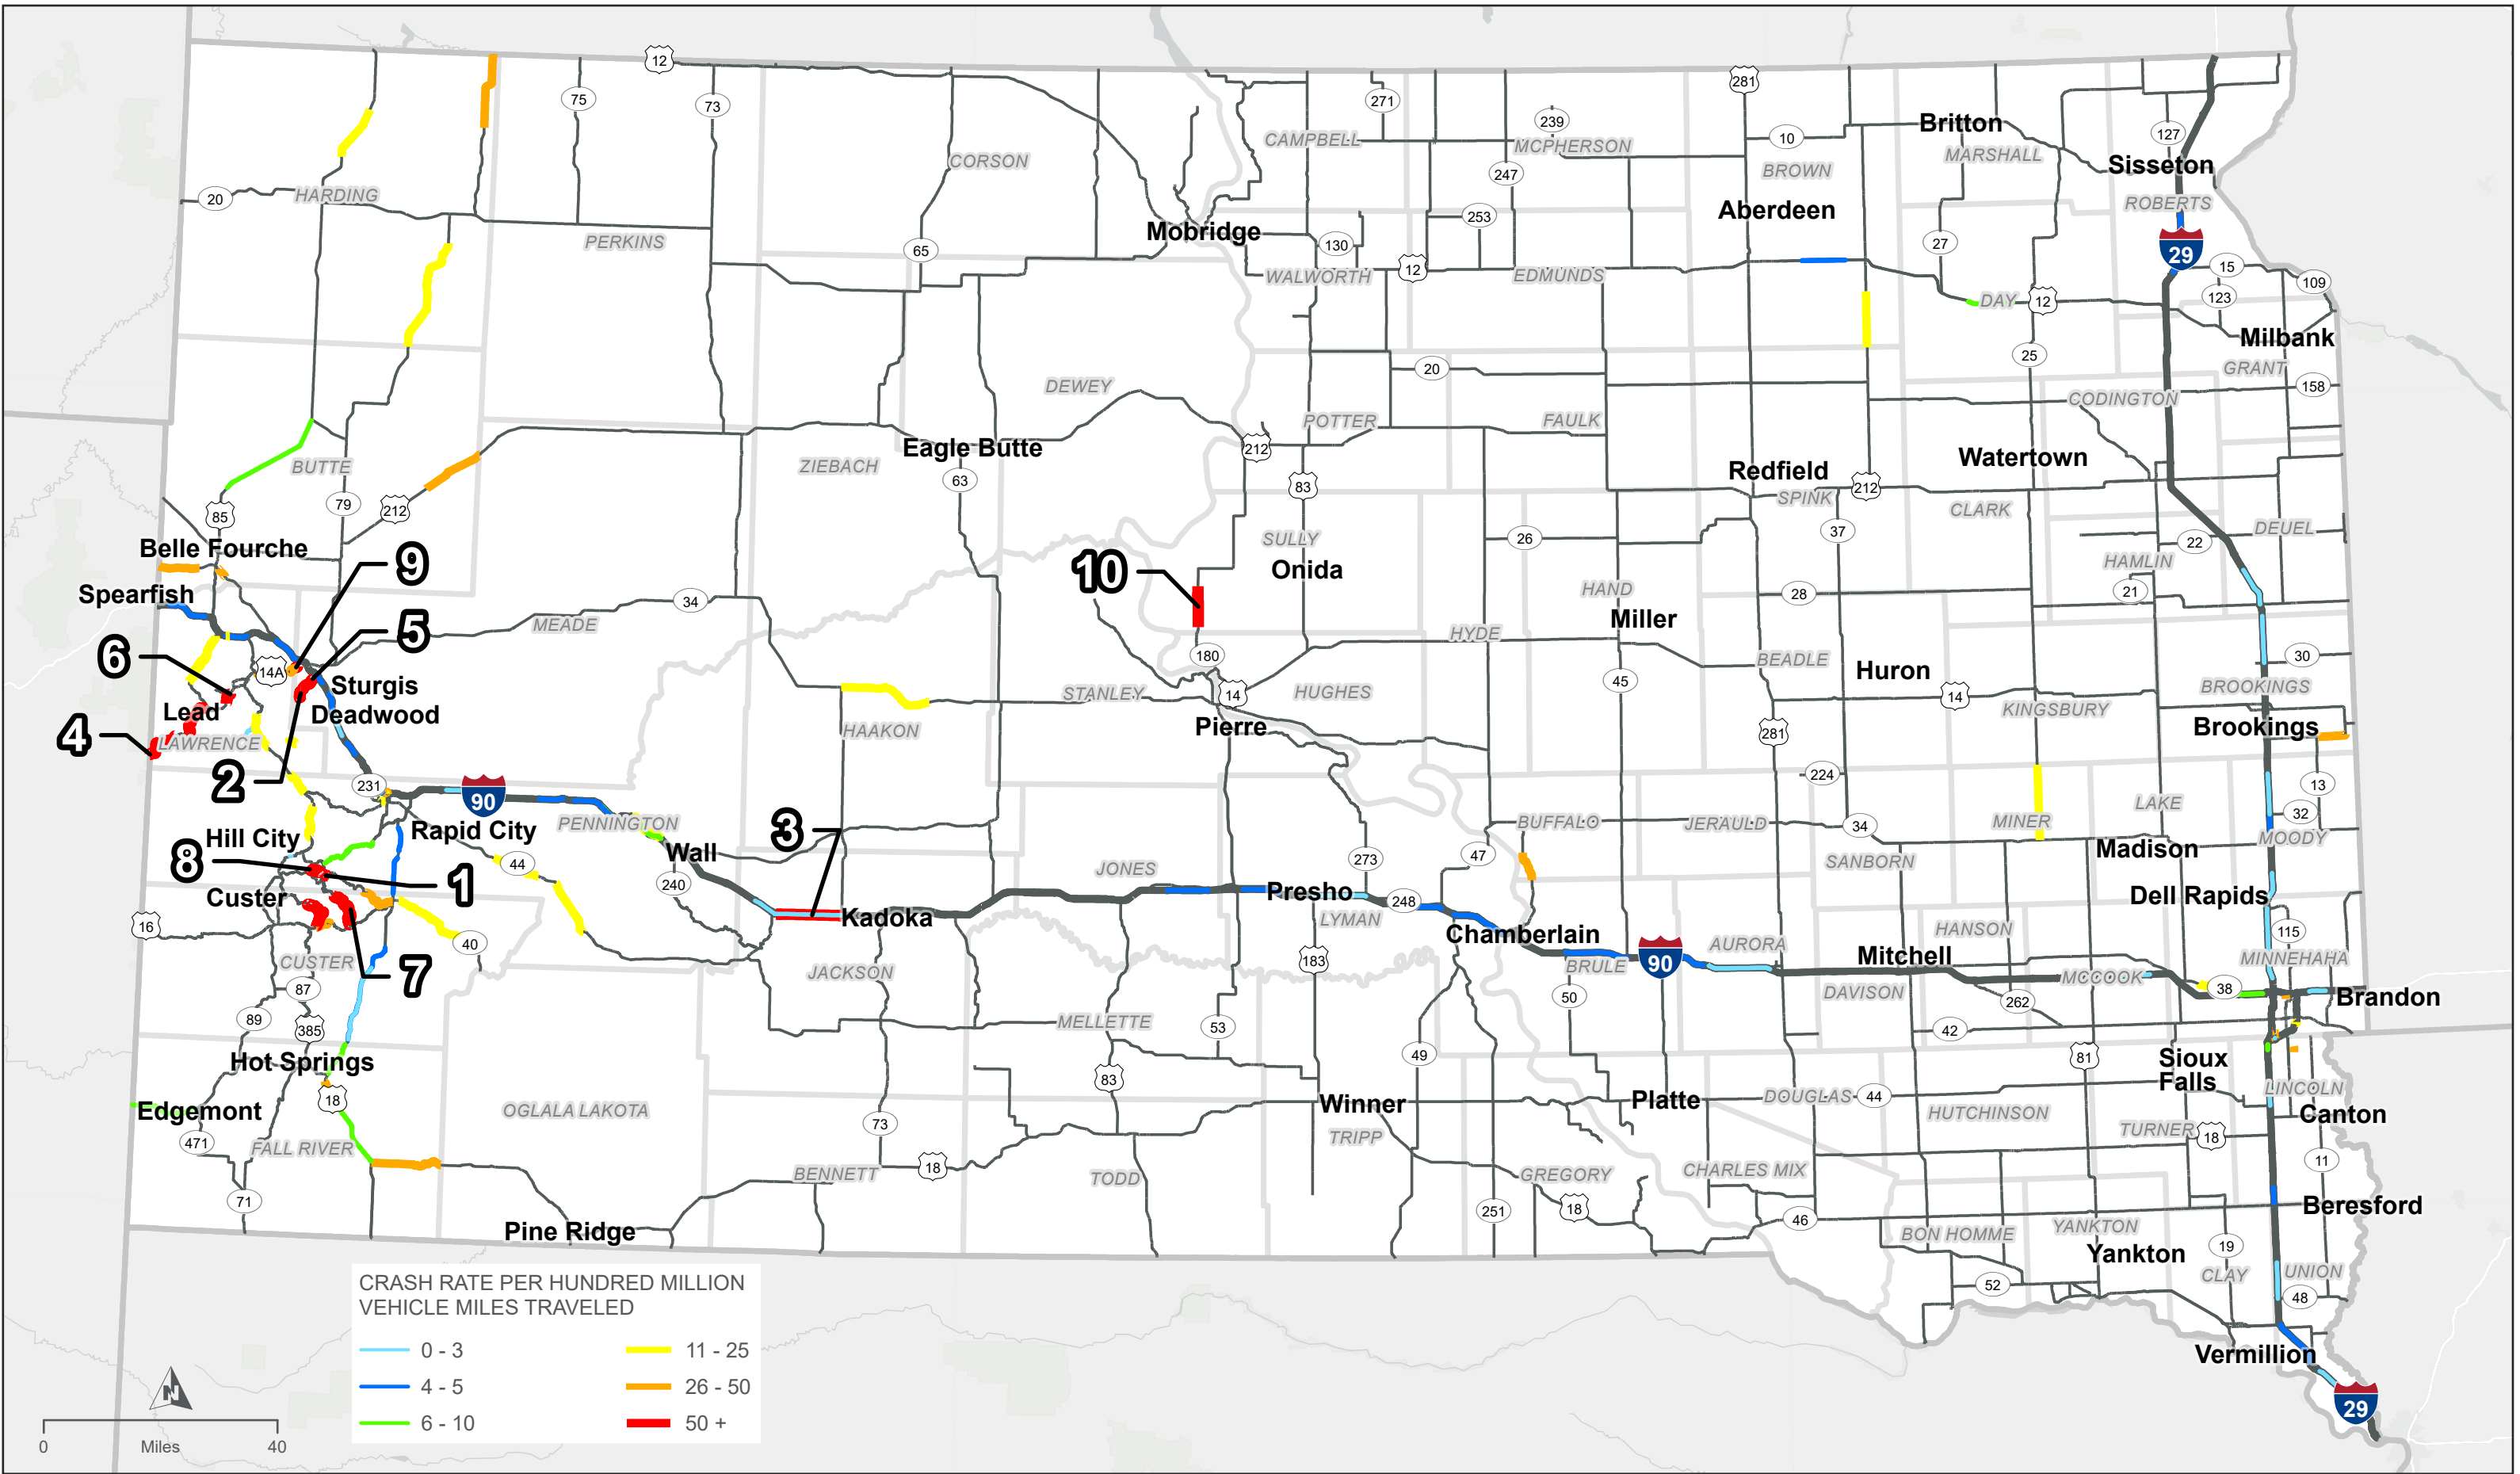 12
281
75
73
271
239
10
Britton
127
CAMPBELL
MCPHERSON
MARSHALL
CORSON
247
BROWN
Sisseton
20
HARDING
ROBERTS
Aberdeen
253
Mobridge
PERKINS
65
130
27
29
12
15
WALWORTH
EDMUNDS
109
DAY
12
123
Milbank
25
GRANT
20
DEWEY
158
CODINGTON
POTTER
FAULK
212
Eagle Butte
BUTTE
ZIEBACH
Redfield
Watertown
63
83
212
SPINK
85
79
212
CLARK
37
DEUEL
26
SULLY
22
Belle Fourche
9
HAMLIN
10
Onida
Spearfish
HAND
28
21
34
MEADE
Miller
5
HYDE
6
180
30
BEADLE
14A
Huron
Sturgis
45
BROOKINGS
STANLEY
14
HUGHES
14
Lead
Deadwood
KINGSBURY
Pierre
Brookings
4
LAWRENCE
HAAKON
281
2
231
224
13
90
LAKE
32
3
PENNINGTON
BUFFALO
JERAULD
34
MINER
Hill City
Rapid City
MOODY
Wall
Madison
8
44
273
47
SANBORN
JONES
240
1
Custer
Presho
248
Dell Rapids
16
Kadoka
LYMAN
HANSON
115
40
Chamberlain
AURORA
Mitchell
183
90
MINNEHAHA
CUSTER
7
JACKSON
BRULE
MCCOOK
87
50
DAVISON
262
38
Brandon
89
385
MELLETTE
53
42
49
81
Hot Springs
Sioux
Falls
83
18
LINCOLN
Edgemont
OGLALA LAKOTA
Winner
Platte
DOUGLAS
44
HUTCHINSON
Canton
471
73
TRIPP
TURNER
18
FALL RIVER
18
BENNETT
TODD
GREGORY
CHARLES MIX
11
71
251
18
46
Beresford
Pine Ridge
BON HOMME
YANKTON
Yankton
19
CLAY
UNION
52
48
Vermillion
29
CRASH RATE PER HUNDRED MILLION
VEHICLE MILES TRAVELED
0 - 3
11 - 25
4 - 5
26 - 50
6 - 10
50 +
N
0 Miles 40